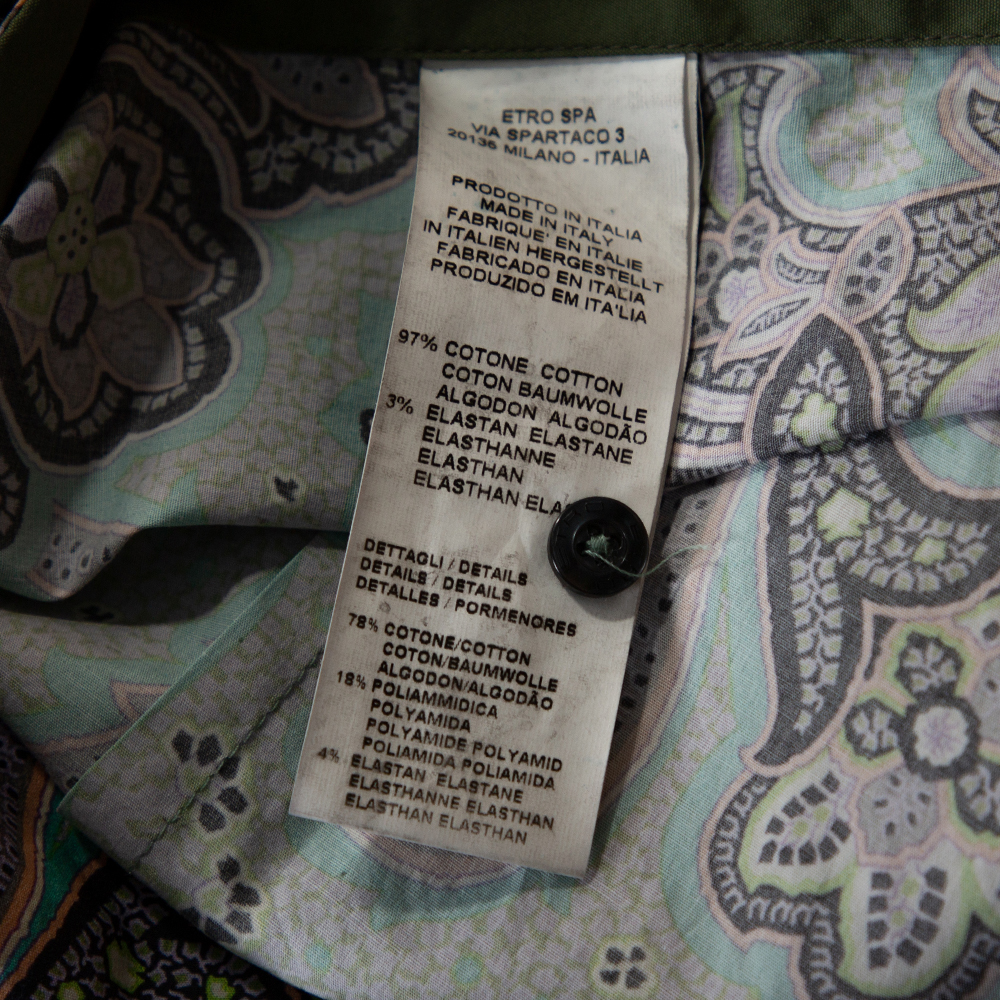 ETRO SPA
VIA SPARTACO 3
20136 MILANO - ITALIA
PRODOTTO IN ITALIA
MADE IN ITALY
FABRIQUE' EN ITALIE
IN ITALIEN HERGESTELLT
FABRICADO EN ITALIA
PRODUZIDO EM ITA'LIA
97% COTONE COTTON
COTON BAUMWOLLE
ALGODON ALGODÃO
3% ELASTAN ELASTANE
ELASTHANNE
ELASTHAN
ELASTHAN
DETTAGLI / DETAILS
DETAILS / DETAILS
DETALLES / PORMENORES
78% COTONE/COTTON
COTON/BAUMWOLLE
ALGODON/ALGODÃO
18% POLIAMMIDICA
POLYAMIDA
POLYAMIDE POLYAMID
POLIAMIDA POLIAMIDA
4% ELASTAN ELASTANE
ELASTHANNE ELASTHAN
ELASTHAN ELASTHAN